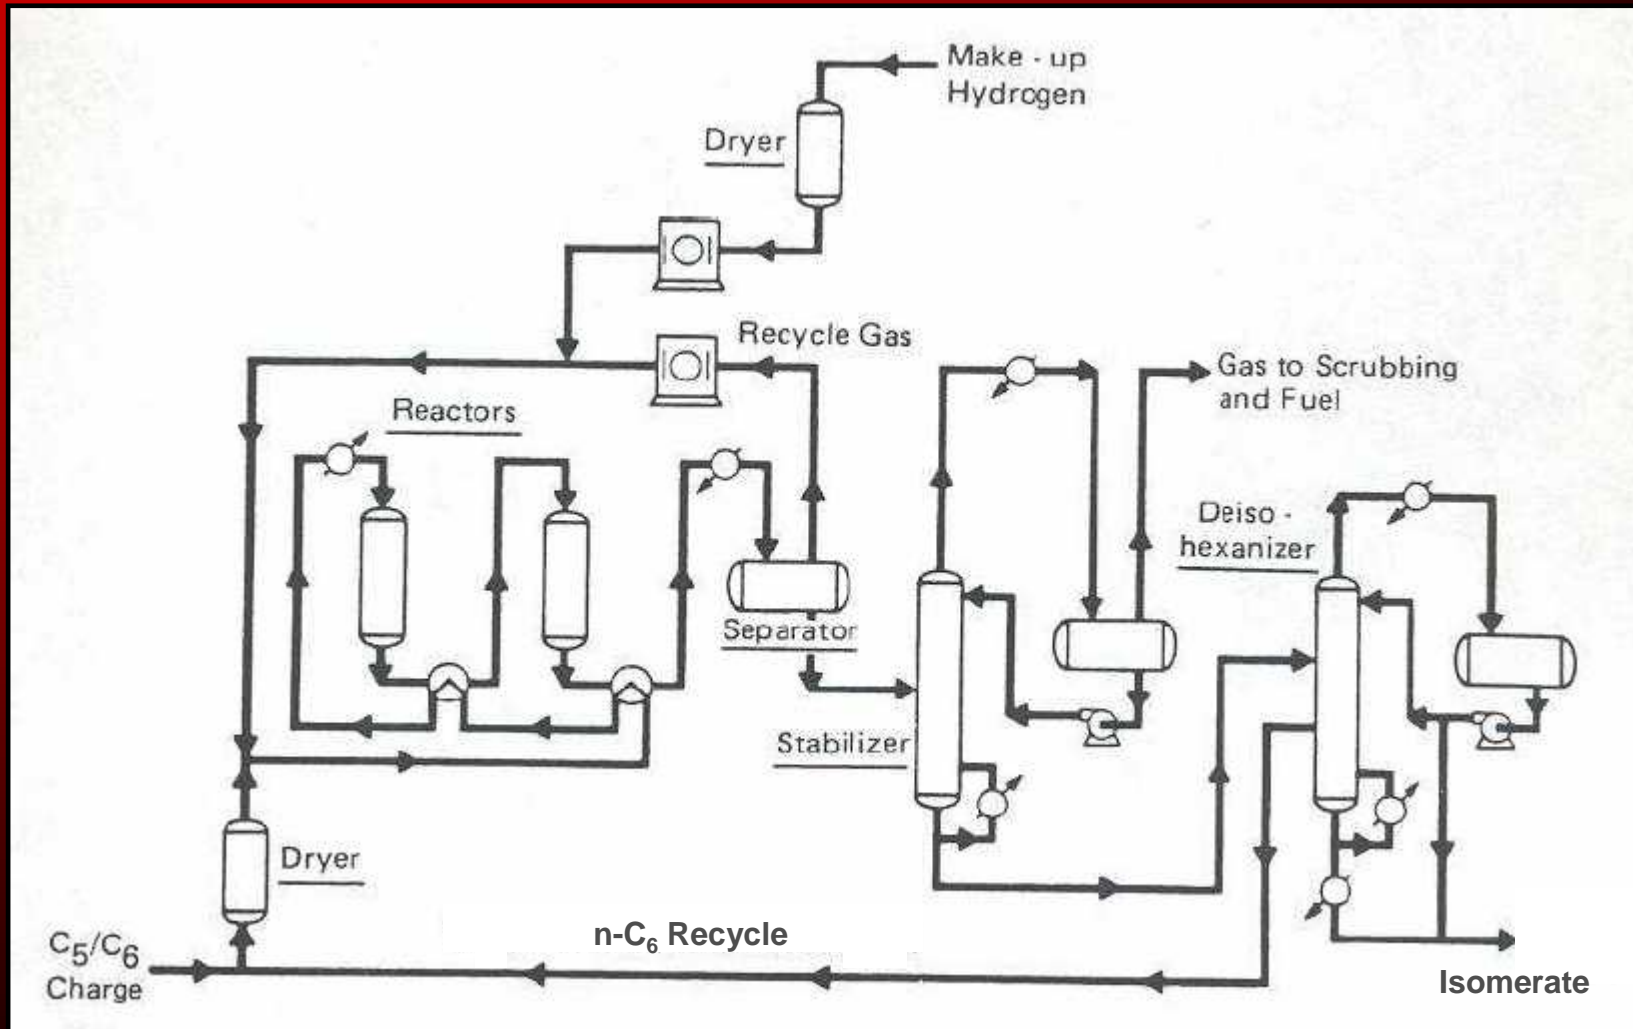 Make - up
Hydrogen
Dryer
Recycle Gas
Gas to Scrubbing
and Fuel
Reactors
Deiso -
hexanizer
Separator
Stabilizer
Dryer
n-C₆ Recycle
C₅/C₆
Charge
Isomerate